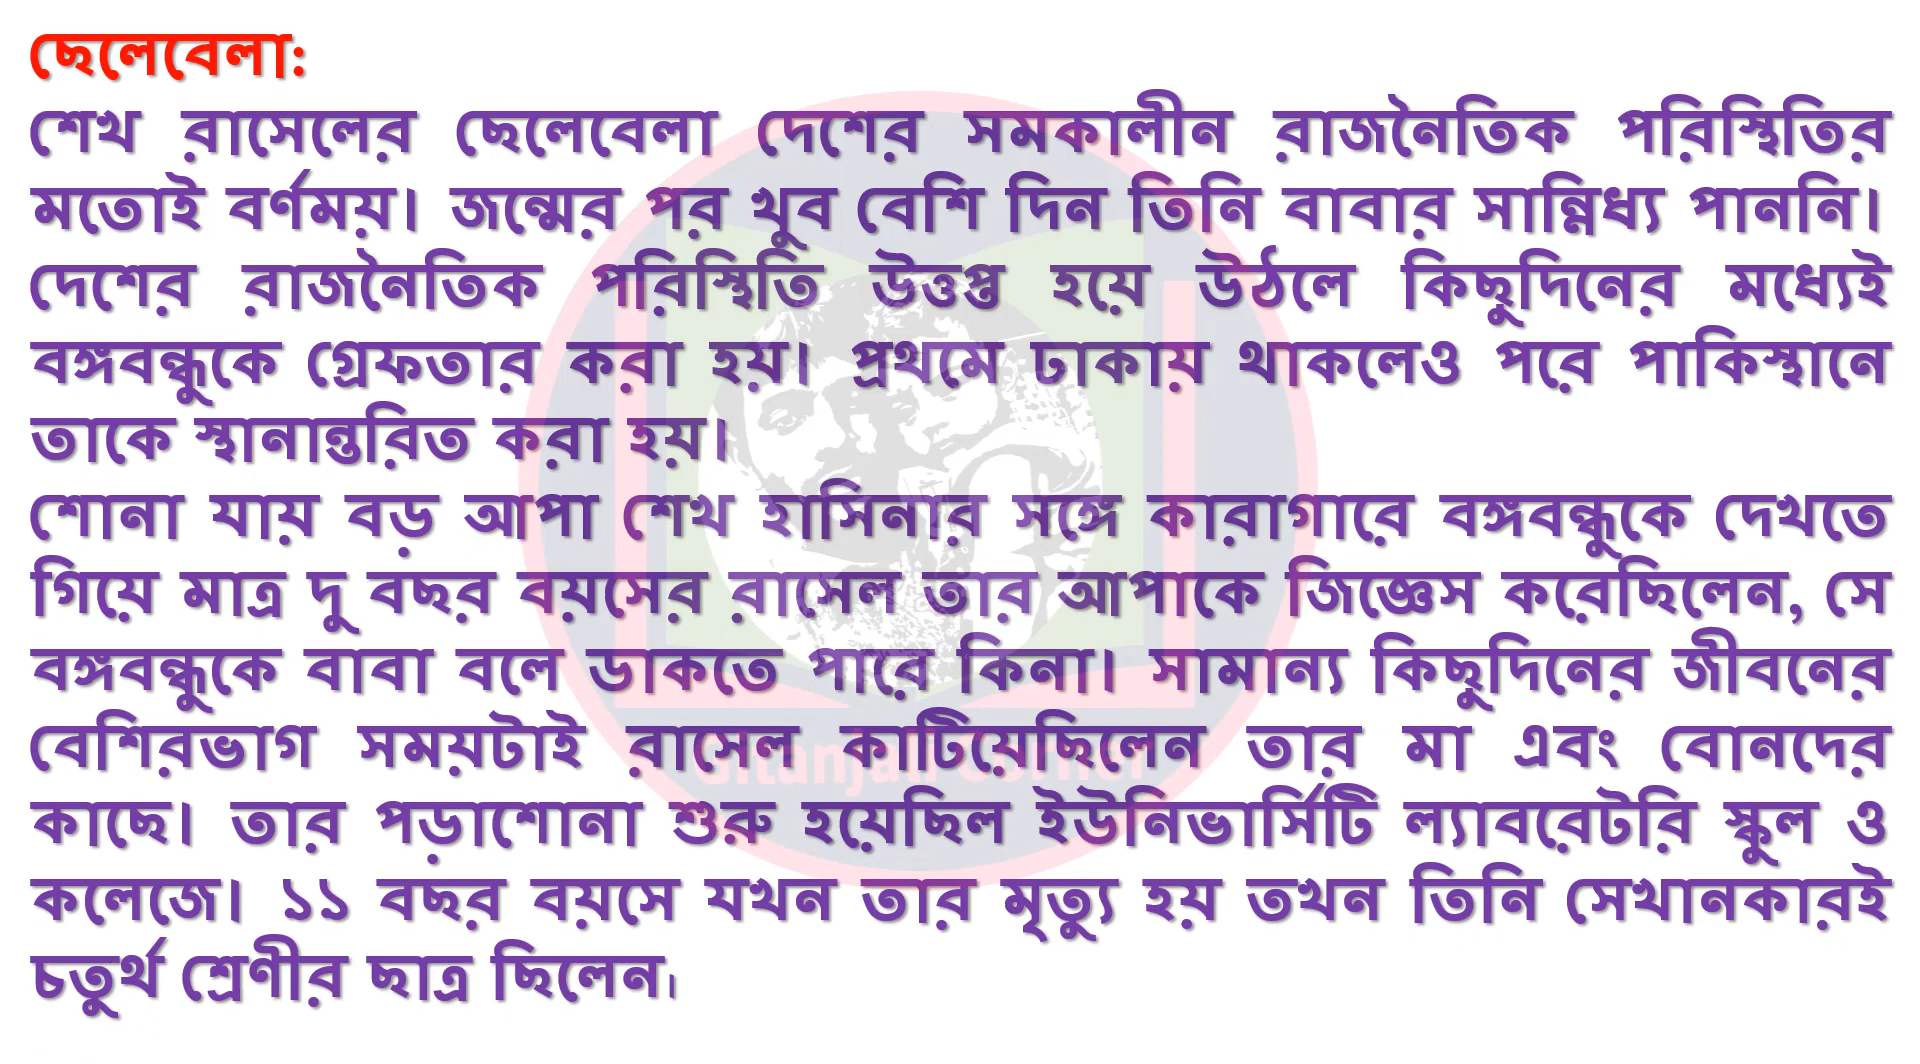 ছেলেবেলা:
শেখ রাসেলের ছেলেবেলা দেশের সমকালীন রাজনৈতিক পরিস্থিতির
মতোই বর্ণময়। জন্মের পর খুব বেশি দিন তিনি বাবার সান্নিধ্য পাননি।
দেশের রাজনৈতিক পরিস্থিতি উত্তপ্ত হয়ে উঠলে কিছুদিনের মধ্যেই
বঙ্গবন্ধুকে গ্রেফতার করা হয়। প্রথমে ঢাকায় থাকলেও পরে পাকিস্থানে
তাকে স্থানান্তরিত করা হয়।
শোনা যায় বড় আপা শেখ হাসিনার সঙ্গে কারাগারে বঙ্গবন্ধুকে দেখতে
গিয়ে মাত্র দু বছর বয়সের রাসেল তার আপাকে জিজ্ঞেস করেছিলেন, সে
বঙ্গবন্ধুকে বাবা বলে ডাকতে পারে কিনা। সামান্য কিছুদিনের জীবনের
বেশিরভাগ সময়টাই রাসেল কাটিয়েছিলেন তার মা এবং বোনদের
Gitanjali Corner
কাছে। তার পড়াশোনা শুরু হয়েছিল ইউনিভার্সিটি ল্যাবরেটরি স্কুল ও
কলেজে। ১১ বছর বয়সে যখন তার মৃত্যু হয় তখন তিনি সেখানকারই
চতুর্থ শ্রেণীর ছাত্র ছিলেন।